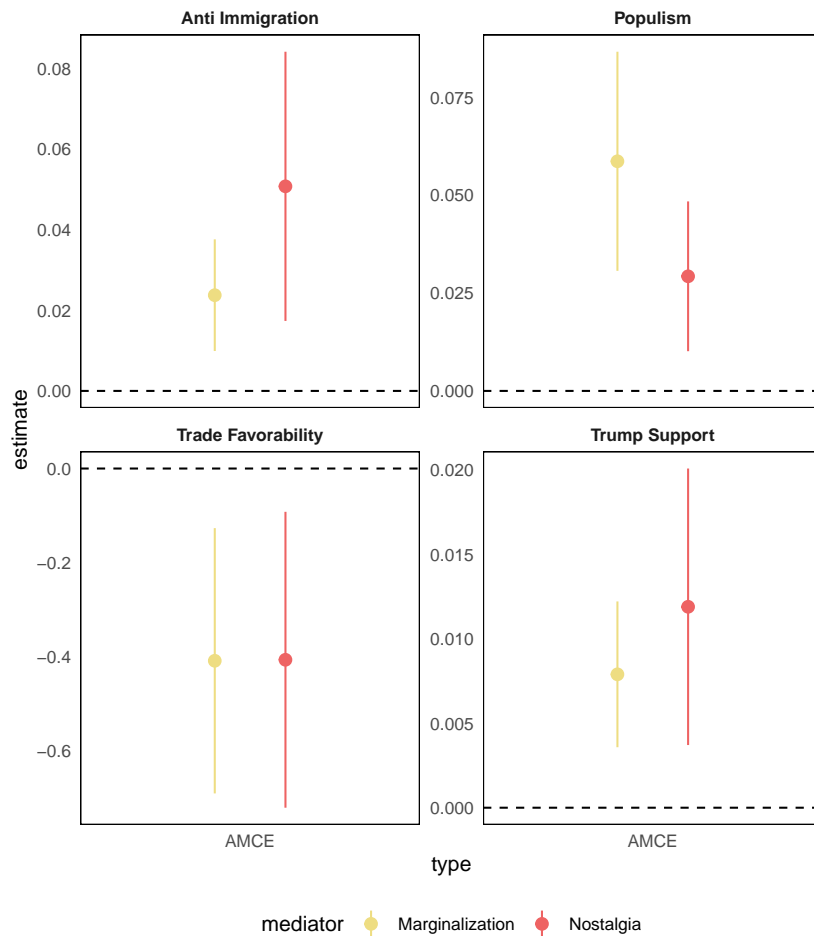 Anti Immigration
Populism
0.08
0.06
0.04
0.02
0.00
0.075
0.050
0.025
0.000
estimate
Trade Favorability
Trump Support
0.0
−0.2
−0.4
−0.6
0.020
0.015
0.010
0.005
0.000
AMCE
AMCE
type
mediator Marginalization Nostalgia